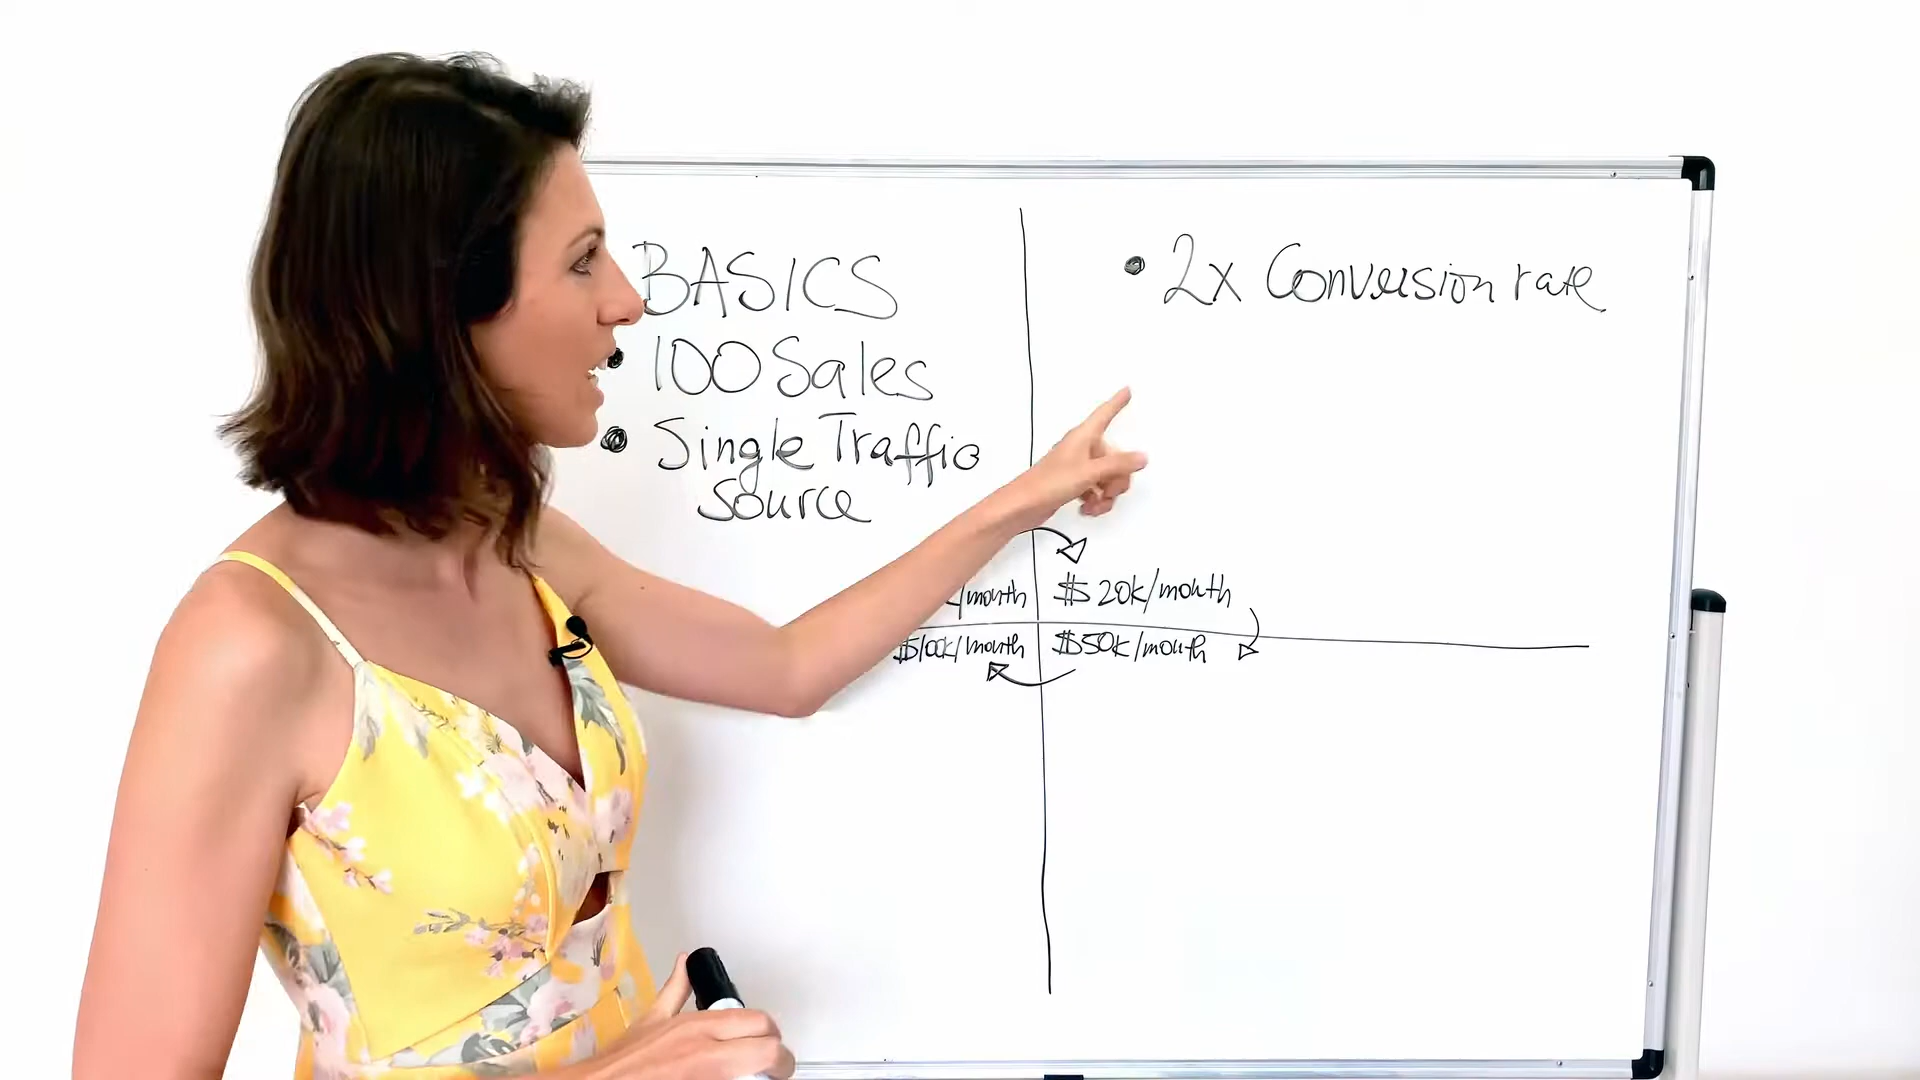 BASICS
• 100 Sales
• Single Traffic
source
• 2x Conversion rate
/month
$20k/month
$100k/month
$50k/month